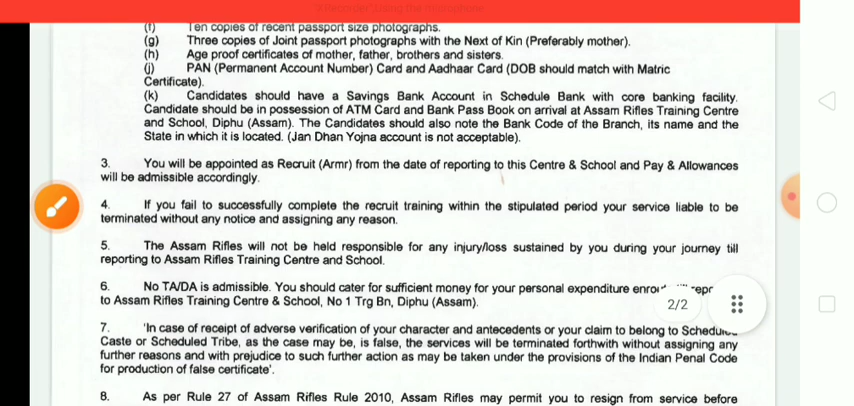 (f) Ten copies of recent passport size photographs.
(g) Three copies of Joint passport photographs with the Next of Kin (Preferably mother).
(h) Age proof certificates of mother, father, brothers and sisters.
(j) PAN (Permanent Account Number) Card and Aadhaar Card (DOB should match with Matric
Certificate).
(k) Candidates should have a Savings Bank Account in Schedule Bank with core banking facility.
Candidate should be in possession of ATM Card and Bank Pass Book on arrival at Assam Rifles Training Centre
and School, Diphu (Assam). The Candidates should also note the Bank Code of the Branch, its name and the
State in which it is located. (Jan Dhan Yojna account is not acceptable).
3. You will be appointed as Recruit (Armr) from the date of reporting to this Centre & School and Pay & Allowances
will be admissible accordingly.
4. If you fail to successfully complete the recruit training within the stipulated period your service liable to be
terminated without any notice and assigning any reason.
5. The Assam Rifles will not be held responsible for any injury/loss sustained by you during your journey till
reporting to Assam Rifles Training Centre and School.
6. No TA/DA is admissible. You should cater for sufficient money for your personal expenditure
to Assam Rifles Training Centre & School, No 1 Trg Bn, Diphu (Assam).
2/2
7. 'In case of receipt of adverse verification of your character and antecedents or your claim to belong to Scheduled
Caste or Scheduled Tribe, as the case may be, is false, the services will be terminated forthwith without assigning any
further reasons and with prejudice to such further action as may be taken under the provisions of the Indian Penal Code
for production of false certificate'.
8. As per Rule 27 of Assam Rifles Rule 2010, Assam Rifles may permit you to resign from service before